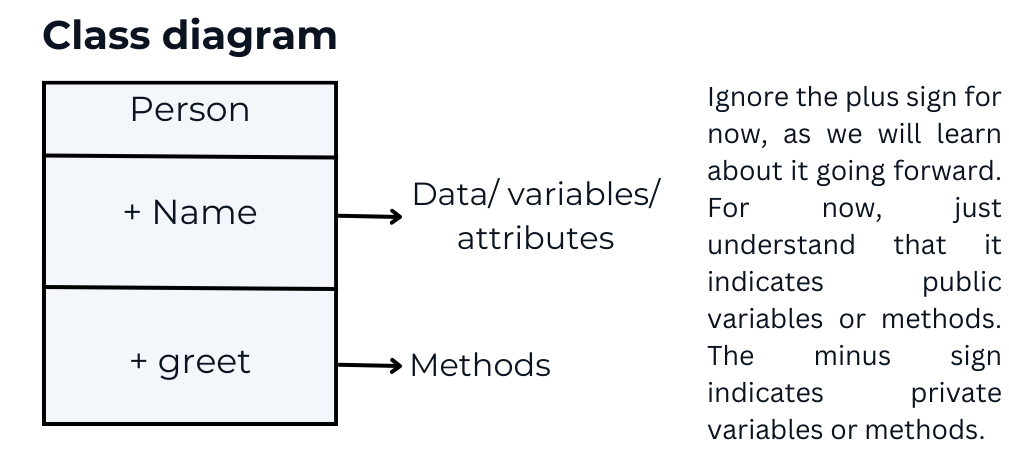 Class diagram
Person
+ Name
+ greet
Data/ variables/
attributes
Methods
Ignore the plus sign for
now, as we will learn
about it going forward.
For now, just
understand that it
indicates public
variables or methods.
The minus sign
indicates private
variables or methods.